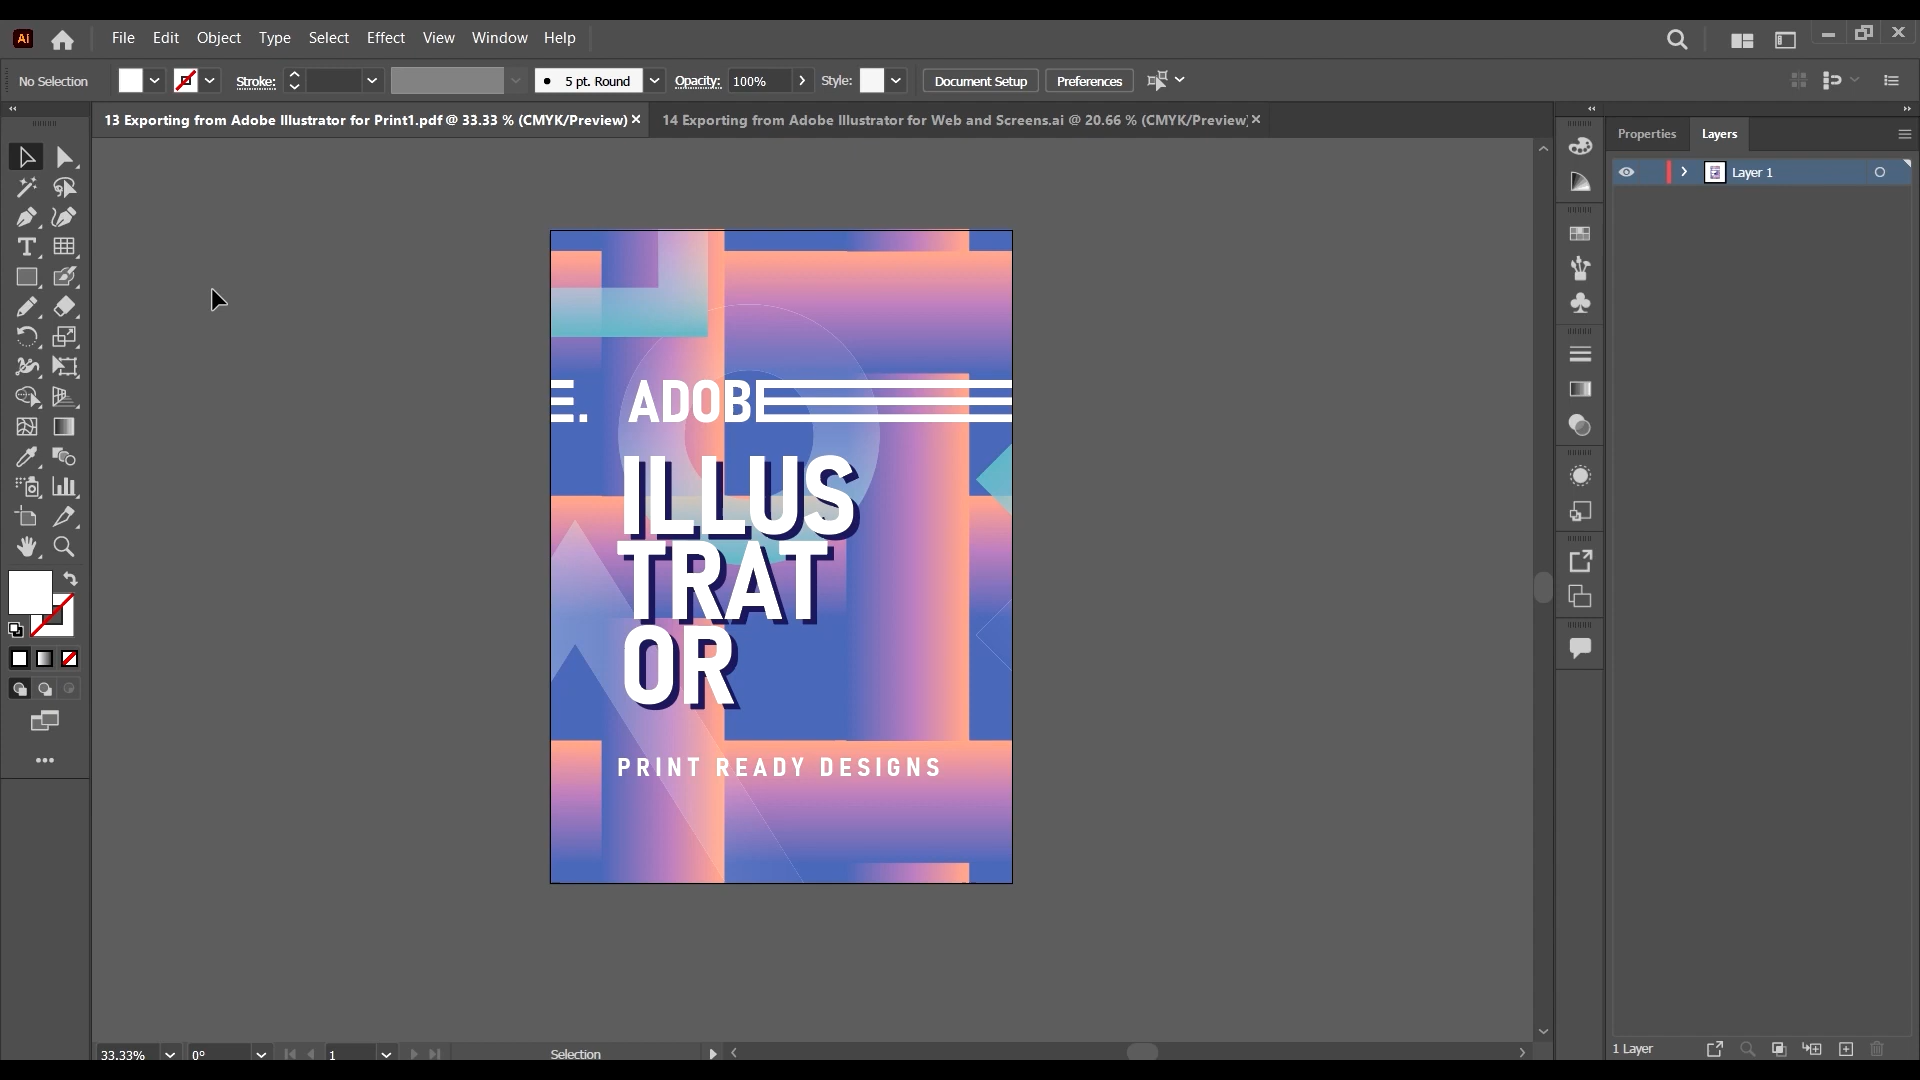 Ai File Edit Object Type Select Effect View Window Help
No Selection Stroke: 5 pt. Round Opacity: 100% Style: Document Setup Preferences
13 Exporting from Adobe Illustrator for Print1.pdf @ 33.33 % (CMYK/Preview) × 14 Exporting from Adobe Illustrator for Web and Screens.ai @ 20.66 % (CMYK/Preview) ×
Properties Layers
Layer 1
E. ADOBE
ILLUS
TRAT
OR
PRINT READY DESIGNS
33.33% 0° 1 Selection
1 Layer